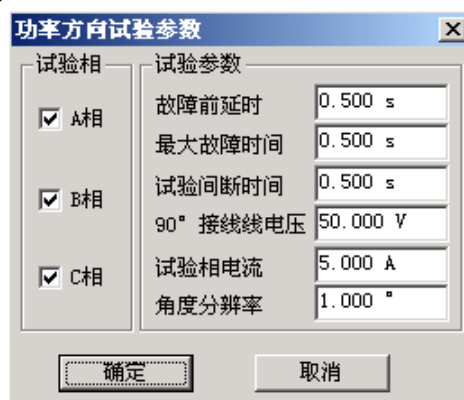 功率方向试验参数
试验相
A相
B相
C相
试验参数
故障前延时 0.500 s
最大故障时间 0.500 s
试验间断时间 0.500 s
90° 接线线电压 50.000 V
试验相电流 5.000 A
角度分辨率 1.000 °
确定 取消